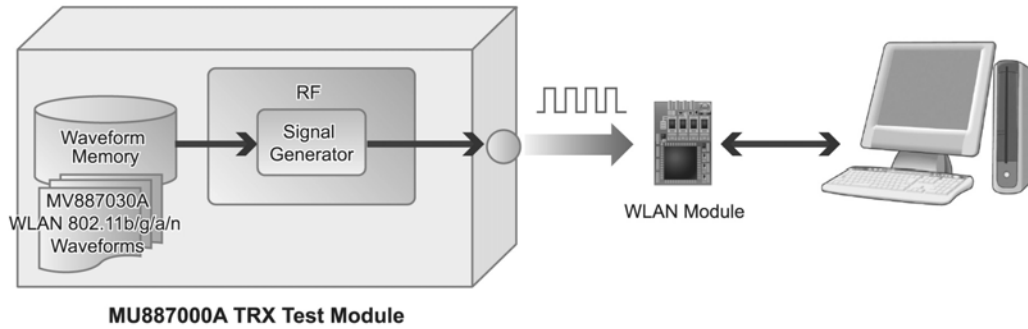 RF
Signal
Generator
Waveform
Memory
MV887030A
WLAN 802.11b/g/a/n
Waveforms
WLAN Module
MU887000A TRX Test Module